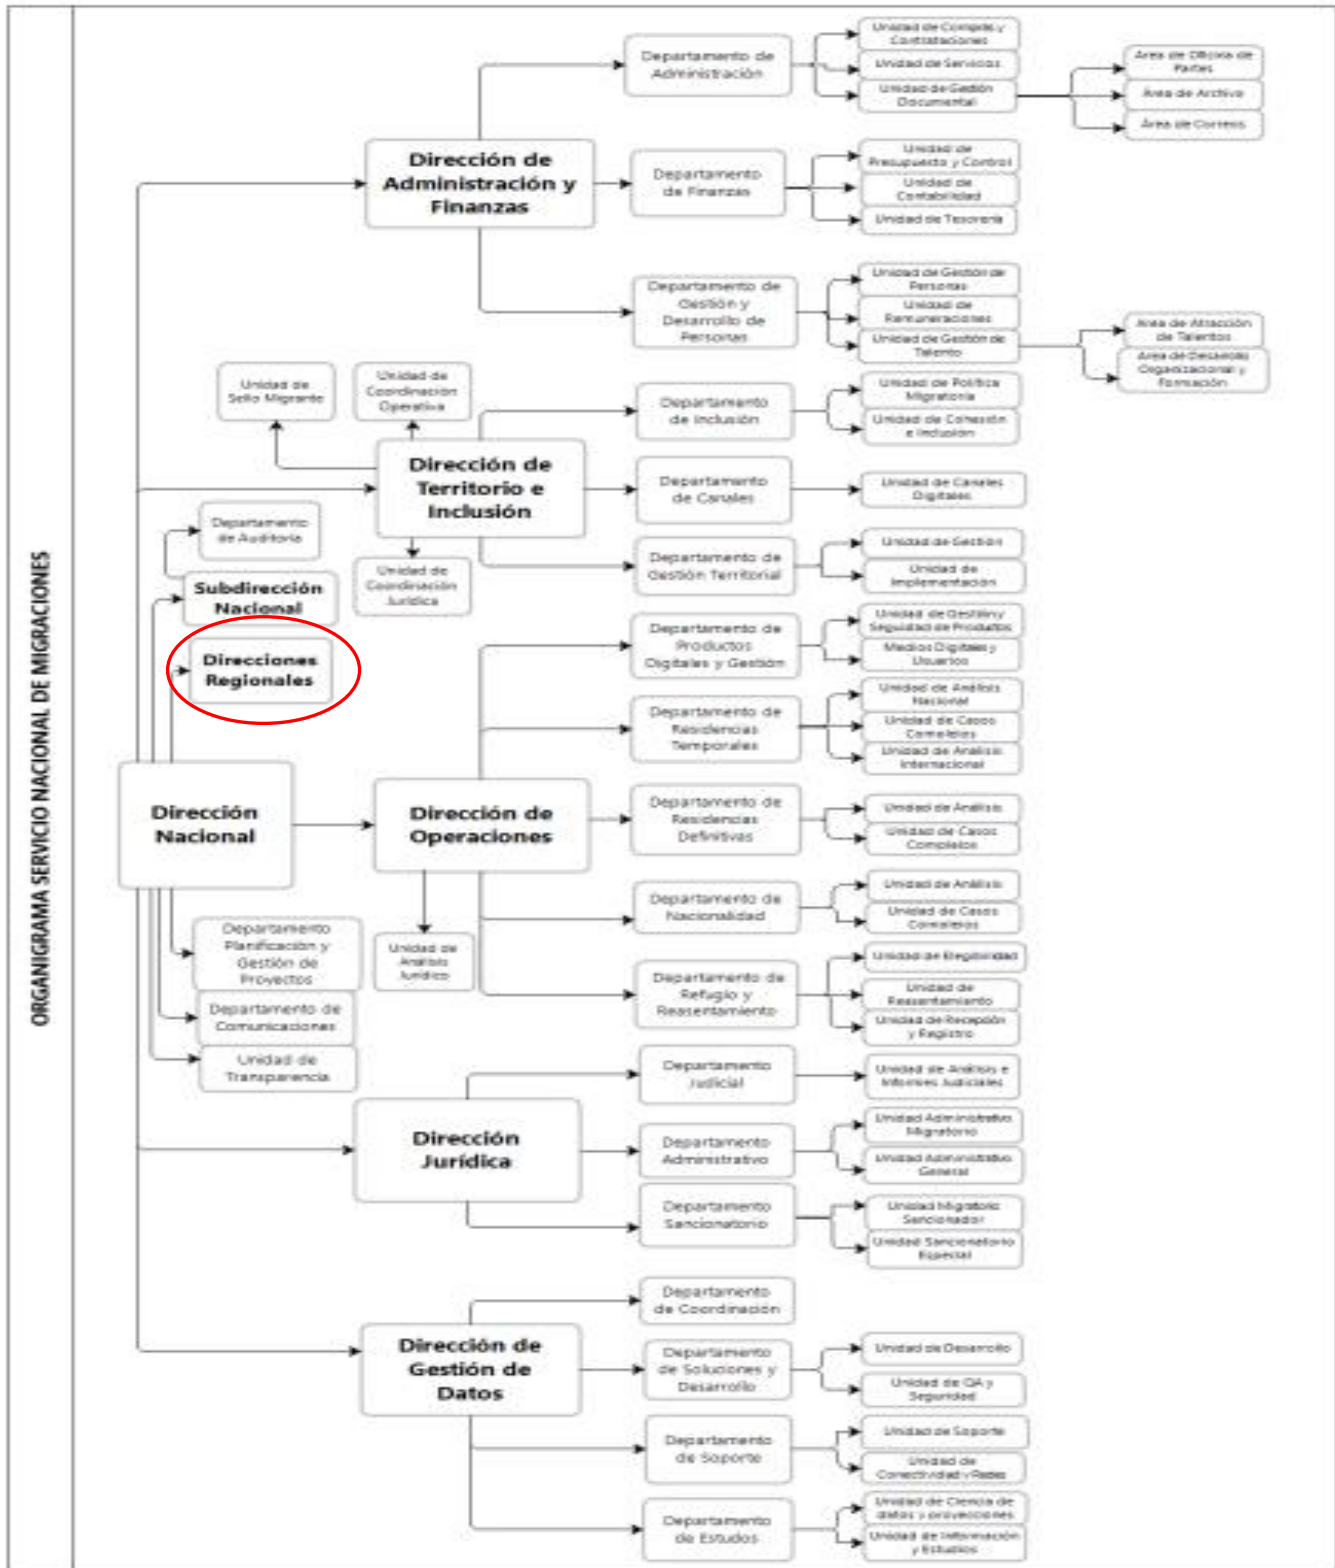 ORGANIGRAMA SERVICIO NACIONAL DE MIGRACIONES
Dirección
Nacional
Subdirección
Nacional
Departamento
de Auditoria
Direcciones
Regionales
Departamento
Planificación y
Gestión de
Proyectos
Departamento de
Comunicaciones
Unidad de
Transparencia
Dirección de
Administración y
Finanzas
Departamento de
Administración
Unidad de Compras y
Contrataciones
Unidad de Servicios
Unidad de Gestión
Documental
Area de Oficina de
Partes
Area de Archivo
Área de Correos
Departamento
de Finanzas
Unidad de
Presupuesto y Control
Unidad de
Contabilidad
Unidad de Tesorería
Departamento de
Gestión y
Desarrollo de
Personas
Unidad de Gestión de
Personas
Unidad de
Remuneraciones
Unidad de Gestión de
Talento
Area de Atracción
de Talentos
Area de Desarrollo
Organizacional y
Formación
Dirección de
Territorio e
Inclusión
Unidad de
Sello Migrante
Unidad de
Coordinación
Operativa
Unidad de
Coordinación
Jurídica
Departamento
de Inclusión
Unidad de Política
Migratoria
Unidad de Cohesión
e Inclusión
Departamento
de Canales
Unidad de Canales
Digitales
Departamento de
Gestión Territorial
Unidad de Gestión
Unidad de
Implementación
Dirección de
Operaciones
Unidad de
Análisis
Jurídico
Departamento de
Productos
Digitales y Gestión
Unidad de Gestión y
Seguidad de Productos
Medios Digitales y
Usuarios
Departamento de
Residencias
Temporales
Unidad de Análisis
Nacional
Unidad de Casos
Complejos
Unidad de Análisis
Internacional
Departamento de
Residencias
Definitivas
Unidad de Análisis
Unidad de Casos
Complejos
Departamento de
Nacionalidad
Unidad de Análisis
Unidad de Casos
Complejos
Departamento de
Refugio y
Reasentamiento
Unidad de Elegibilidad
Unidad de
Reasentamiento
Unidad de Recepción
y Registro
Dirección
Jurídica
Departamento
Judicial
Unidad de Análisis e
Informes Judiciales
Departamento
Administrativo
Unidad Administrativo
Migratorio
Unidad Administrativo
General
Departamento
Sancionatorio
Unidad Migratorio
Sancionador
Unidad Sancionatorio
Especial
Dirección de
Gestión de
Datos
Departamento
de Coordinación
Departamento
de Soluciones y
Desarrollo
Unidad de Desarrollo
Unidad de QA y
Seguridad
Departamento
de Soporte
Unidad de Soporte
Unidad de
Conectividad y Redes
Departamento
de Estudos
Unidad de Ciencia de
datos y proyecciones
Unidad de Información
y Estudios